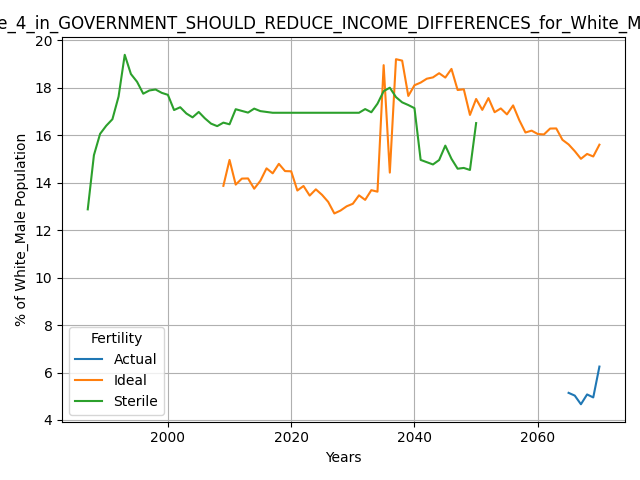 e_4_in_GOVERNMENT_SHOULD_REDUCE_INCOME_DIFFERENCES_for_White_M
20
18
16
14
12
10
8
6
4
% of White_Male Population
Fertility
Actual
Ideal
Sterile
2000 2020 2040 2060
Years